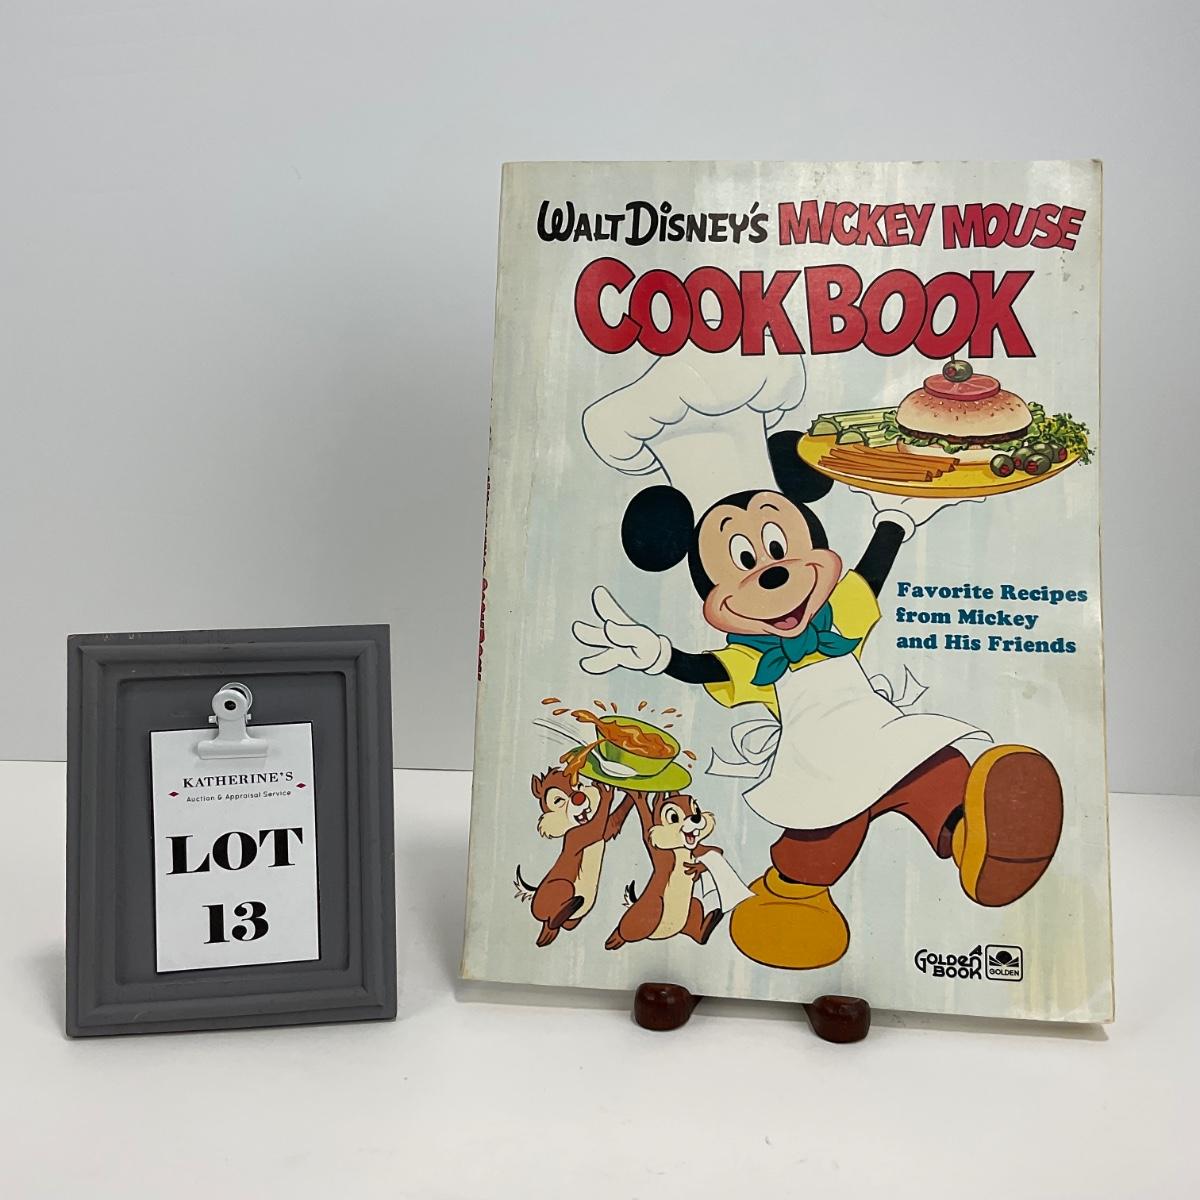 WALT DISNEY'S MICKEY MOUSE
COOKBOOK
Favorite Recipes
from Mickey
and His Friends
A
GOLDEN
BOOK
GOLDEN
KATHERINE'S
Auction & Appraisal Service
LOT
13